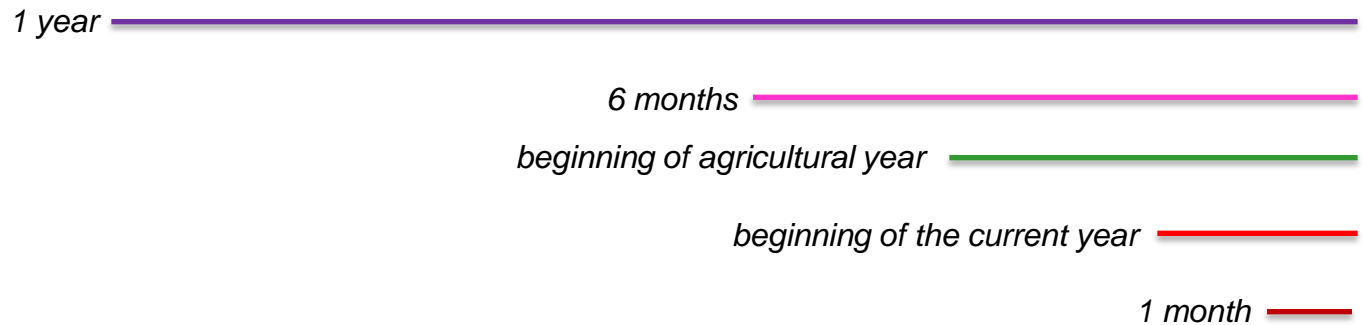 1 year
6 months
beginning of agricultural year
beginning of the current year
1 month